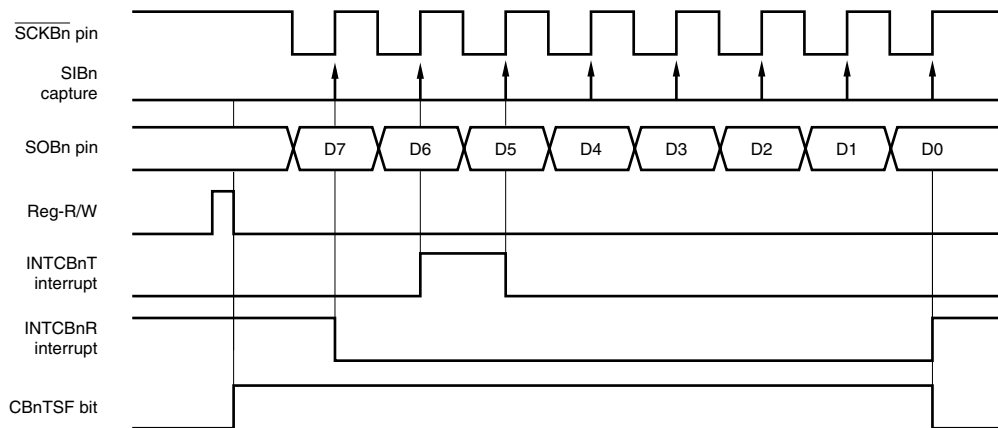 SCKBn pin
SIBn
capture
SOBn pin
D7 D6 D5 D4 D3 D2 D1 D0
Reg-R/W
INTCBnT
interrupt
INTCBnR
interrupt
CBnTSF bit